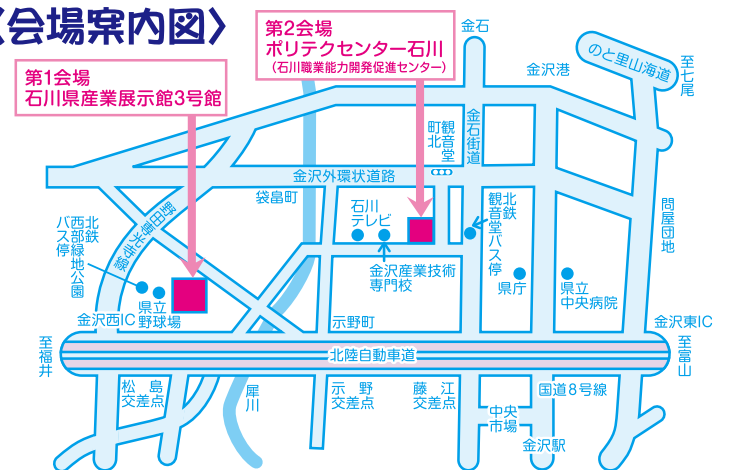 〈会場案内図〉
第1会場
石川県産業展示館3号館
第2会場
ポリテクセンター石川
（石川職業能力開発促進センター）
金石
金沢港
のと里山海道
至七尾
金石街道
観音堂
町北
金沢外環状道路
袋畠町
野田専光寺線
石川
テレビ
北鉄
観音堂バス停
問屋団地
北鉄
西部緑地公園
バス停
金沢産業技術
専門校
県庁
県立
中央病院
県立
野球場
金沢西IC
示野町
金沢東IC
至福井
北陸自動車道
至富山
松島
交差点
犀川
示野
交差点
藤江
交差点
国道8号線
中央
市場
金沢駅